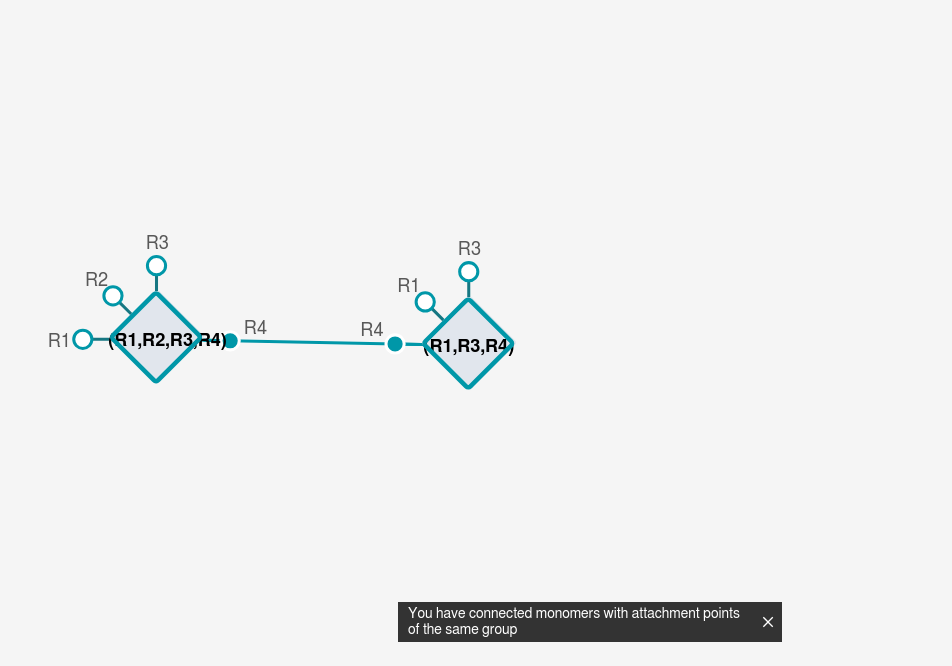 R3
R3
R2
R1
R4
R4
R1
(R1,R2,R3,R4)
(R1,R3,R4)
You have connected monomers with attachment points
of the same group